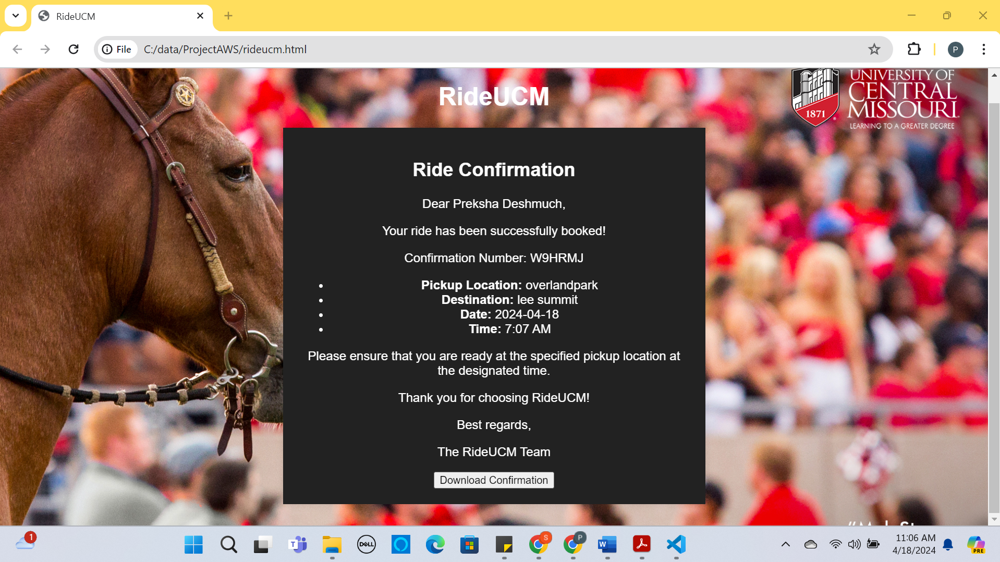 RideUCM
File
C:/data/ProjectAWS/rideucm.html
P
UNIVERSITY OF
CENTRAL
MISSOURI
LEARNING TO A GREATER DEGREE
1871
RideUCM
Ride Confirmation
Dear Preksha Deshmuch,
Your ride has been successfully booked!
Confirmation Number: W9HRMJ
Pickup Location: overlandpark
Destination: lee summit
Date: 2024-04-18
Time: 7:07 AM
Please ensure that you are ready at the specified pickup location at
the designated time.
Thank you for choosing RideUCM!
Best regards,
The RideUCM Team
Download Confirmation
1
T
DELL
S
P
W
11:06 AM
4/18/2024
PRE